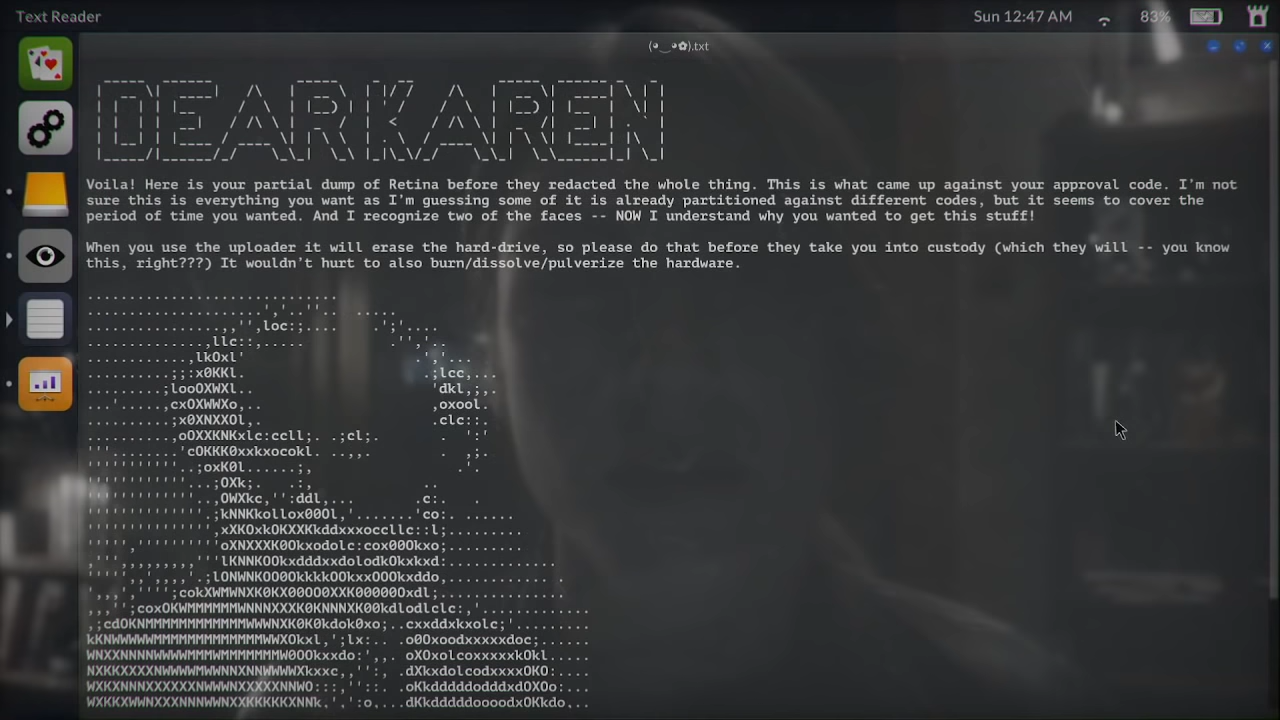 Text Reader
Sun 12:47 AM
83%
(◕‿◕✿).txt
DEAR KAREN
Voila! Here is your partial dump of Retina before they redacted the whole thing. This is what came up against your approval code. I'm not
sure this is everything you want as I'm guessing some of it is already partitioned against different codes, but it seems to cover the
period of time you wanted. And I recognize two of the faces -- NOW I understand why you wanted to get this stuff!
When you use the uploader it will erase the hard-drive, so please do that before they take you into custody (which they will -- you know
this, right???) It wouldn't hurt to also burn/dissolve/pulverize the hardware.